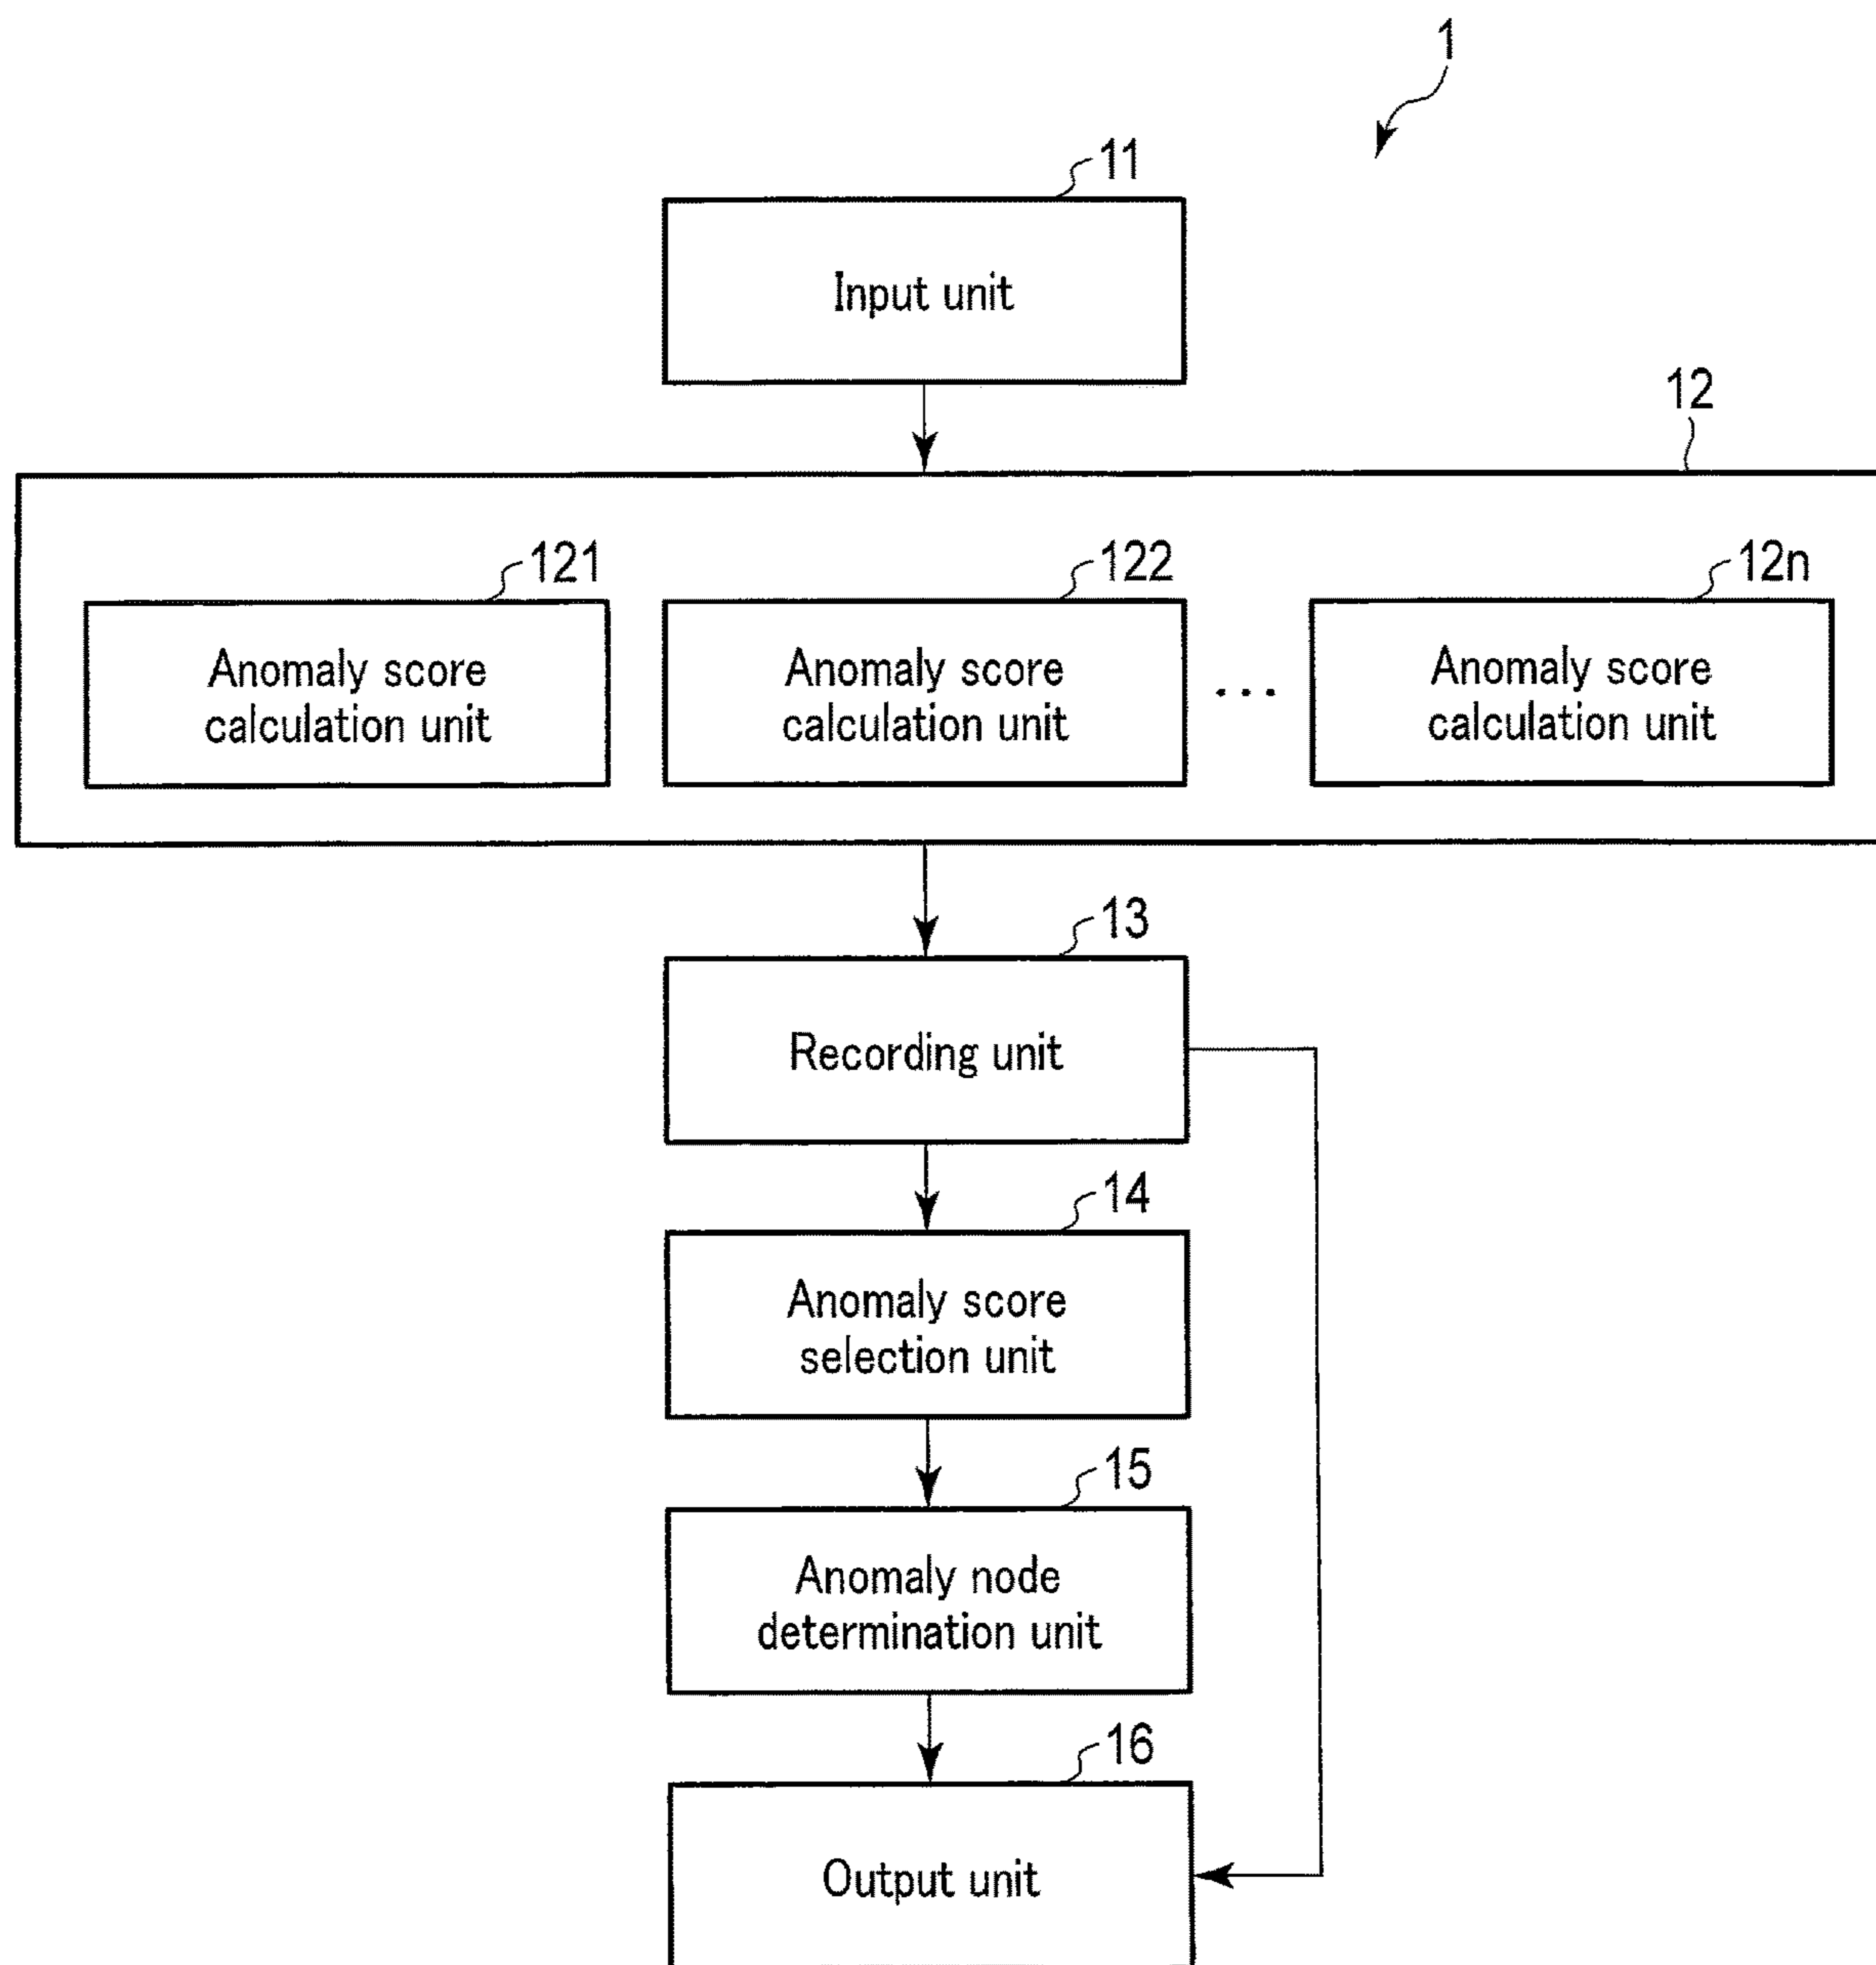 1
11
Input unit
12
121
122
12n
Anomaly score
calculation unit
Anomaly score
calculation unit
...
Anomaly score
calculation unit
13
Recording unit
14
Anomaly score
selection unit
15
Anomaly node
determination unit
16
Output unit